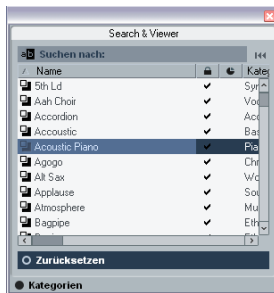 Search & Viewer
Suchen nach:
Name Kateg
5th Ld Syn
Aah Choir Voc
Accordion Acc
Accoustic Bas
Acoustic Piano Pia
Agogo Chr
Alt Sax Wo
Applause Sou
Atmosphere Mu
Bagpipe Eth
Zurücksetzen
Kategorien